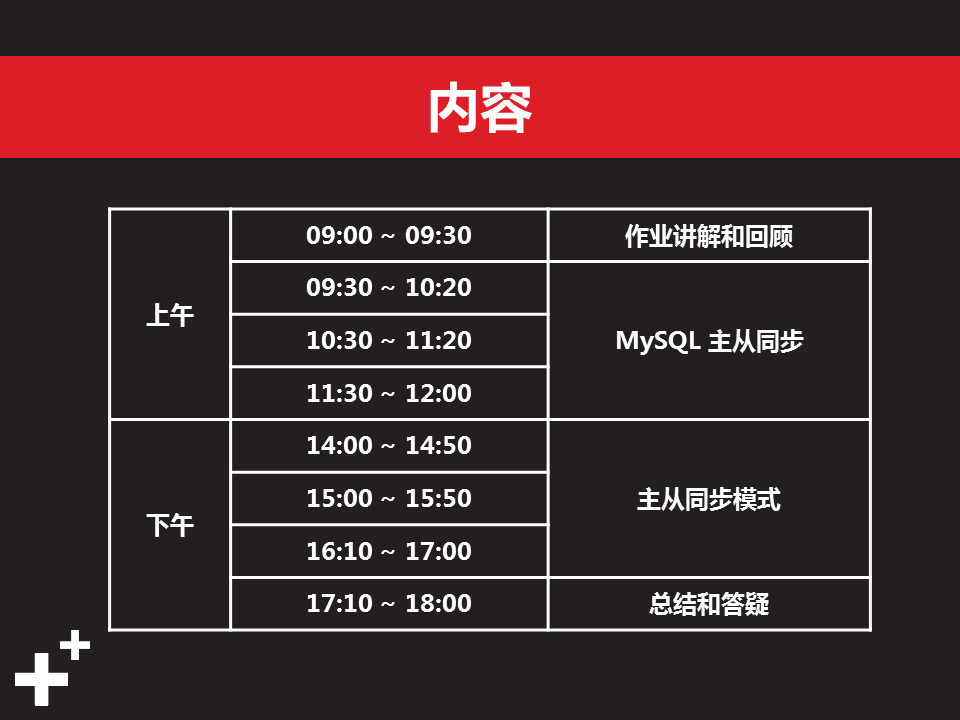 内容
上午
09:00 ~ 09:30
作业讲解和回顾
09:30 ~ 10:20
MySQL 主从同步
10:30 ~ 11:20
11:30 ~ 12:00
下午
14:00 ~ 14:50
主从同步模式
15:00 ~ 15:50
16:10 ~ 17:00
17:10 ~ 18:00
总结和答疑